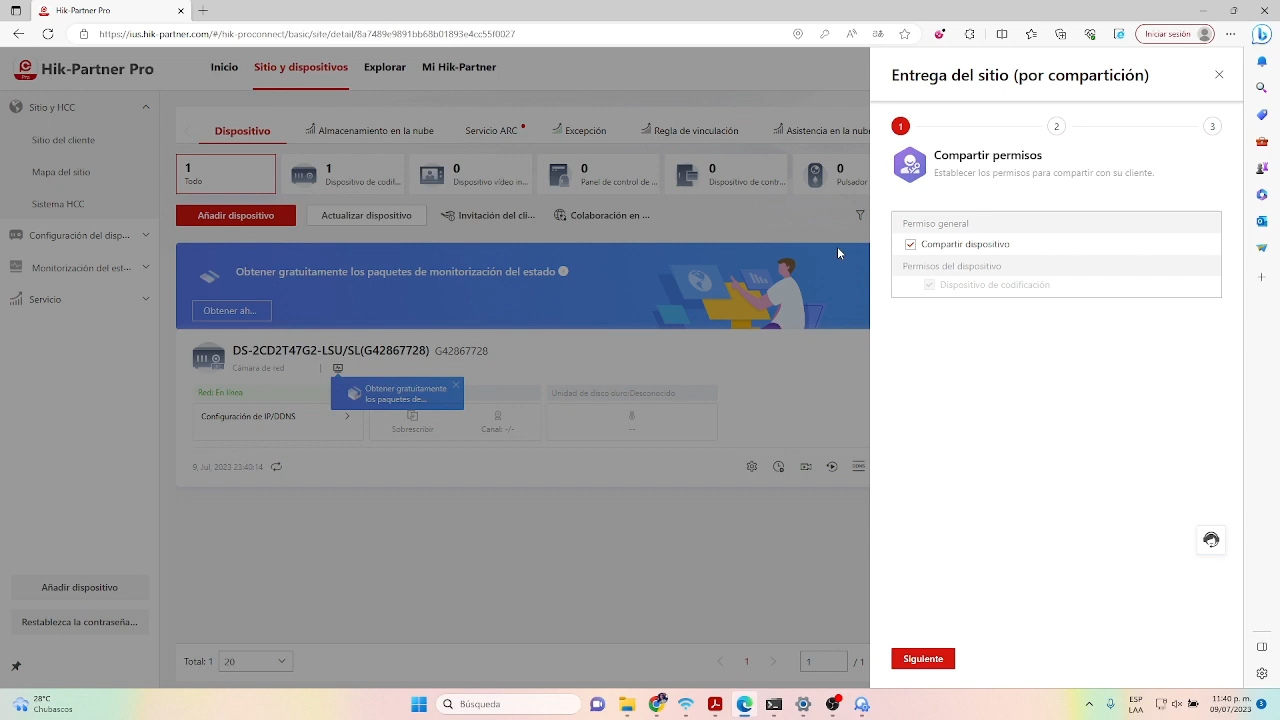 Hik-Partner Pro
https://ius.hik-partner.com/#/hik-proconnect/basic/site/detail/8a7489e9891bb68b01893e4cc55f0027
Iniciar sesión
Hik-Partner Pro
Inicio
Sitio y dispositivos
Explorar
Mi Hik-Partner
Sitio y HCC
Sitio del cliente
Mapa del sitio
Sistema HCC
Configuración del disp...
Monitorización del est...
Servicio
Añadir dispositivo
Restablezca la contraseña...
Dispositivo
Almacenamiento en la nube
Servicio ARC
Excepción
Regla de vinculación
Asistencia en la nube
1
Todo
1
Dispositivo de codif...
0
Dispositivo video in...
0
Panel de control de ...
0
Dispositivo de contr...
0
Pulsador
Añadir dispositivo
Actualizar dispositivo
Invitación del cli...
Colaboración en ...
Obtener gratuitamente los paquetes de monitorización del estado
Obtener ah...
DS-2CD2T47G2-LSU/SL(G42867728) G42867728
Cámara de red
Obtener gratuitamente
los paquetes de...
Red: En línea
Unidad de disco duro:Desconocido
Configuración de IP/DDNS
Sobrescribir
Canal: -/-
--
9, Jul, 2023 23:40:14
DDNS
Total: 1
20
1
1
/ 1
Entrega del sitio (por compartición)
1
2
3
Compartir permisos
Establecer los permisos para compartir con su cliente.
Permiso general
Compartir dispositivo
Permisos del dispositivo
Dispositivo de codificación
Siguiente
28°C
Chubascos
Búsqueda
ESP
LAA
11:40 p.m.
09/07/2023
3